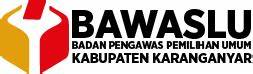 BAWASLU
BADAN PENGAWAS PEMILIHAN UMUM
KABUPATEN KARANGANYAR